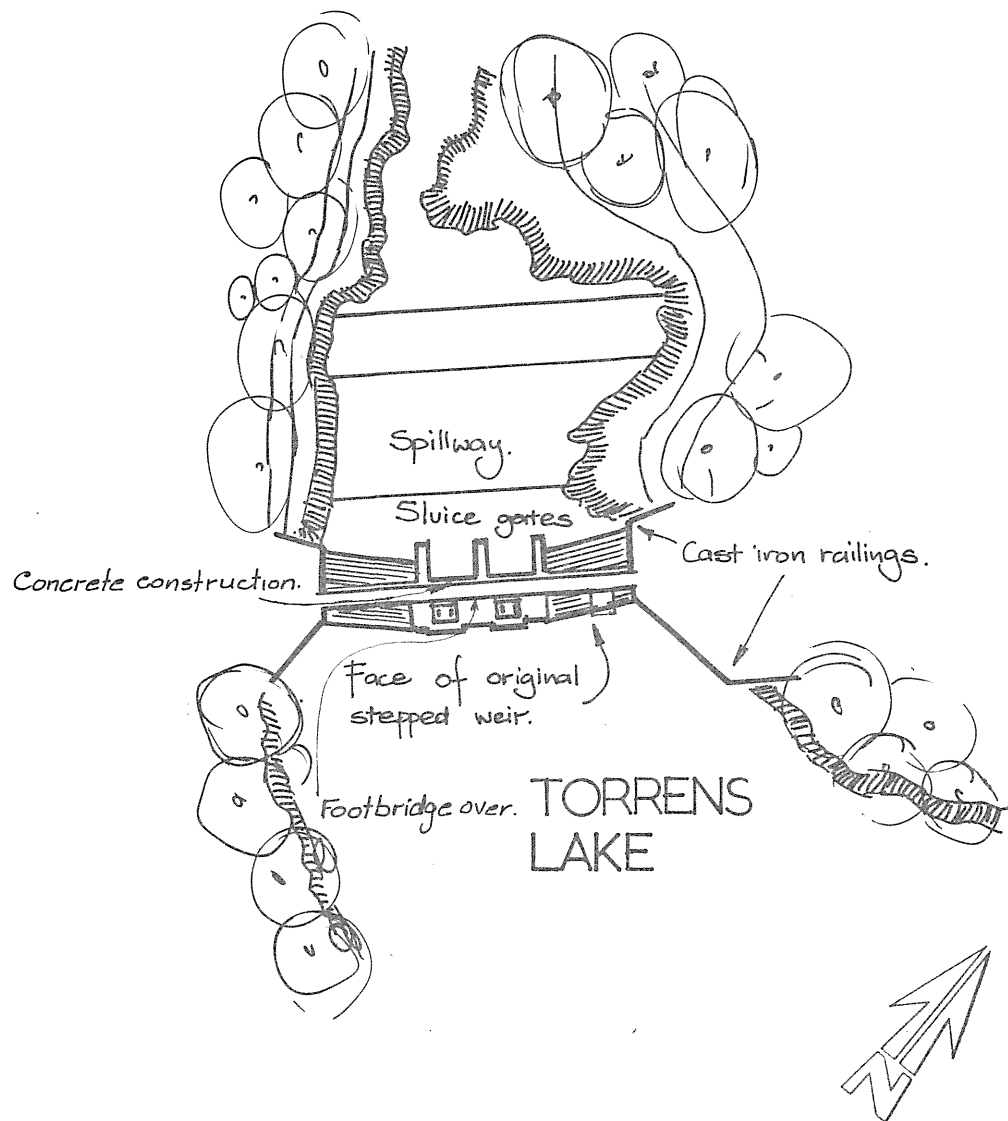 Spillway.
Sluice gates
Cast iron railings.
Concrete construction.
Face of original
stepped weir.
Footbridge over.
TORRENS
LAKE
N